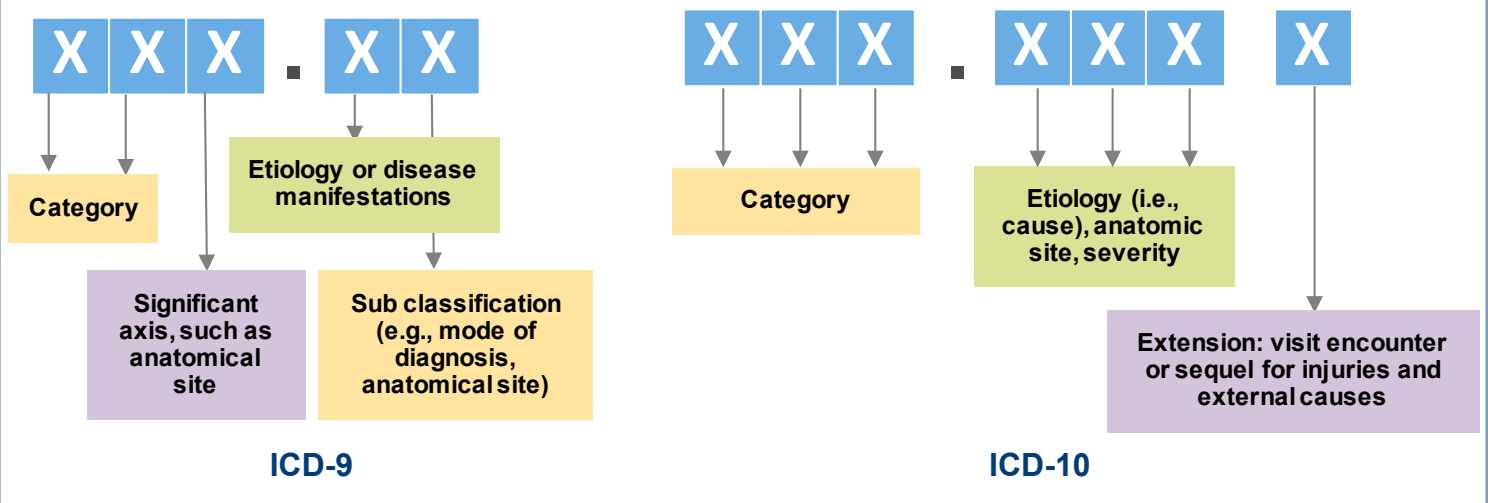 X X X . X X
Category
Etiology or disease
manifestations
Significant
axis, such as
anatomical
site
Sub classification
(e.g., mode of
diagnosis,
anatomical site)
ICD-9
X X X . X X X X
Category
Etiology (i.e.,
cause), anatomic
site, severity
Extension: visit encounter
or sequel for injuries and
external causes
ICD-10